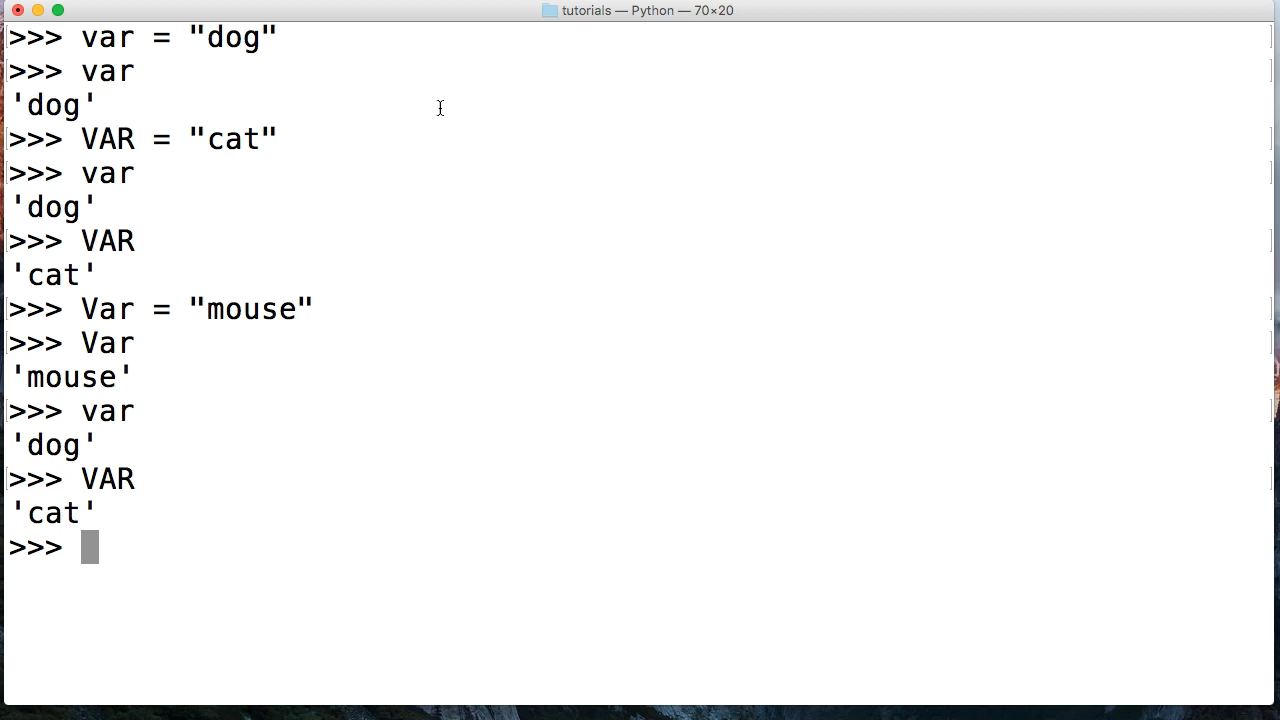 tutorials — Python — 70×20
>>> var = "dog"
>>> var
'dog'
>>> VAR = "cat"
>>> var
'dog'
>>> VAR
'cat'
>>> Var = "mouse"
>>> Var
'mouse'
>>> var
'dog'
>>> VAR
'cat'
>>>